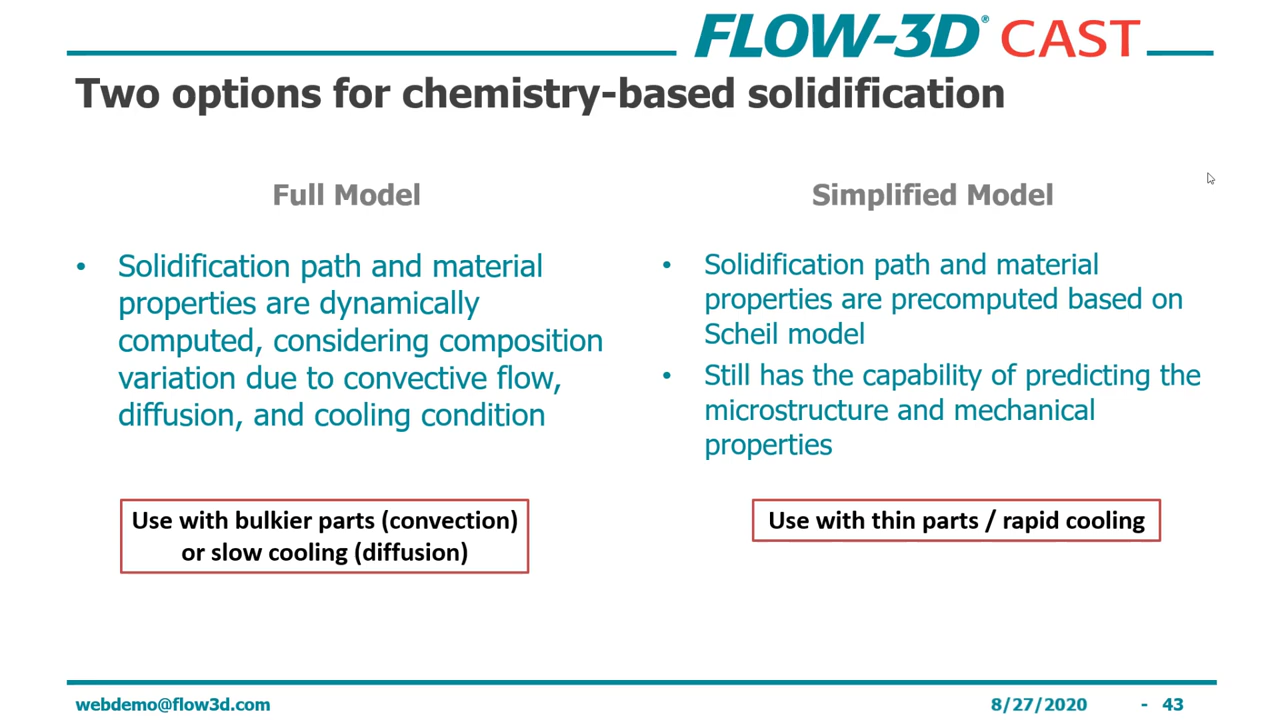 FLOW-3D® CAST
Two options for chemistry-based solidification
Full Model
• Solidification path and material
properties are dynamically
computed, considering composition
variation due to convective flow,
diffusion, and cooling condition
Use with bulkier parts (convection)
or slow cooling (diffusion)
Simplified Model
• Solidification path and material
properties are precomputed based on
Scheil model
• Still has the capability of predicting the
microstructure and mechanical
properties
Use with thin parts / rapid cooling
webdemo@flow3d.com
8/27/2020 - 43